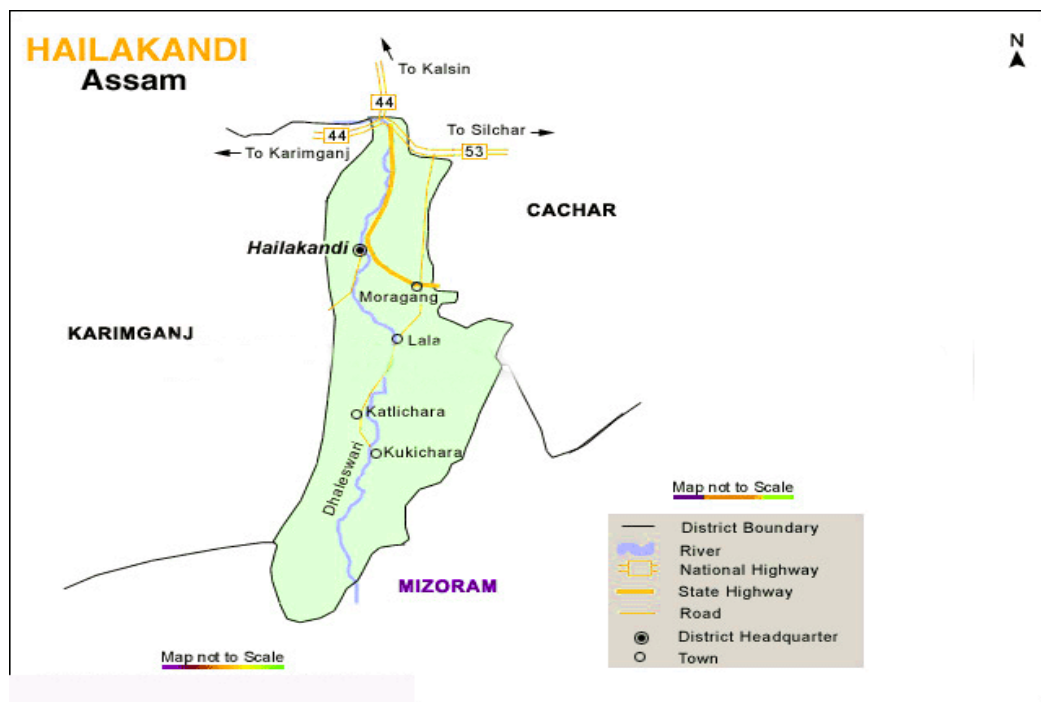 HAILAKANDI
Assam
N
To Kalsin
44
44
To Silchar
To Karimganj
53
CACHAR
Hailakandi
Moragang
KARIMGANJ
Lala
Katlichara
Kukichara
Dhaleswari
Map not to Scale
District Boundary
River
National Highway
State Highway
Road
District Headquarter
Town
MIZORAM
Map not to Scale